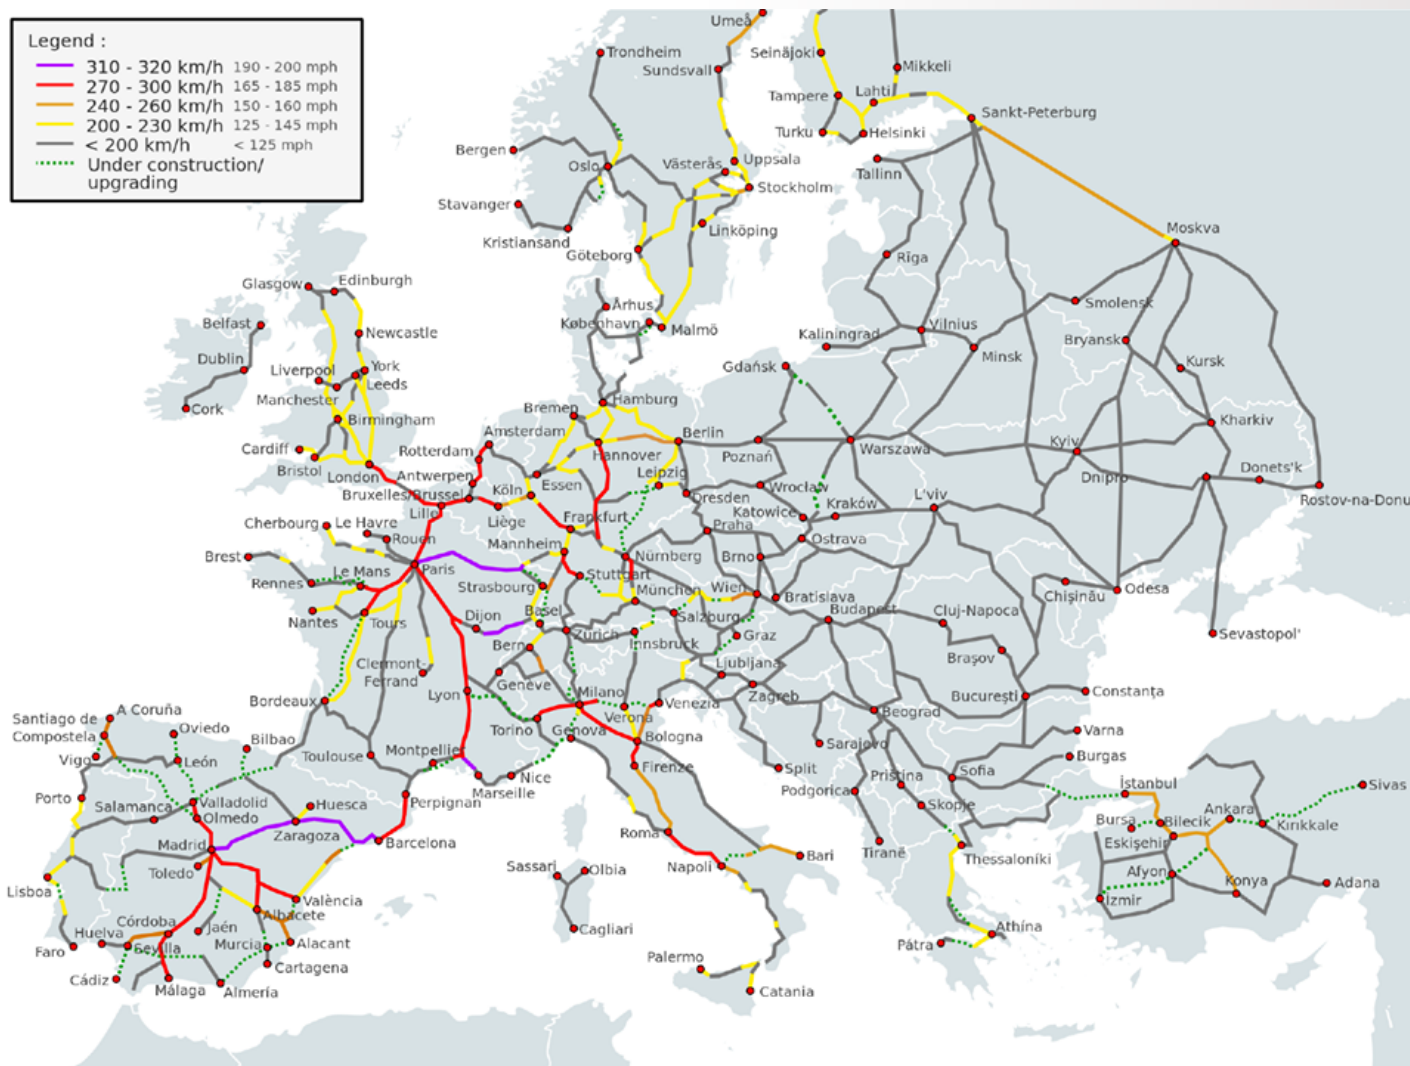 Legend :
310 - 320 km/h 190 - 200 mph
270 - 300 km/h 165 - 185 mph
240 - 260 km/h 150 - 160 mph
200 - 230 km/h 125 - 145 mph
< 200 km/h < 125 mph
Under construction/
upgrading
Umeå
Trondheim
Sundsvall
Seinäjoki
Mikkeli
Tampere
Lahti
Sankt-Peterburg
Turku
Helsinki
Bergen
Oslo
Västerås
Uppsala
Tallinn
Stockholm
Stavanger
Linköping
Kristiansand
Göteborg
Moskva
Rīga
Glasgow
Edinburgh
Århus
Smolensk
Belfast
København
Malmö
Vilnius
Newcastle
Kaliningrad
Bryansk
Minsk
Dublin
Liverpool
York
Gdańsk
Kursk
Leeds
Manchester
Hamburg
Cork
Bremen
Birmingham
Kharkiv
Amsterdam
Berlin
Kyiv
Cardiff
Rotterdam
Hannover
Poznań
Warszawa
Bristol
London
Antwerpen
Leipzig
Donets'k
Dnipro
Essen
Bruxelles/Brussel
Köln
Dresden
Wrocław
L'viv
Rostov-na-Donu
Lille
Katowice
Kraków
Cherbourg
Le Havre
Liège
Frankfurt
Praha
Rouen
Ostrava
Mannheim
Brest
Nürnberg
Brno
Le Mans
Paris
Strasbourg
Stuttgart
Rennes
Wien
München
Bratislava
Chișinău
Odesa
Nantes
Tours
Dijon
Basel
Salzburg
Budapest
Cluj-Napoca
Zürich
Graz
Sevastopol'
Bern
Innsbruck
Clermont-
Ferrand
Ljubljana
Brașov
Genève
Lyon
Milano
Zagreb
București
Constanța
Bordeaux
Venezia
A Coruña
Santiago de
Compostela
Oviedo
Torino
Verona
Beograd
Genova
Varna
Bilbao
Bologna
Sarajevo
Vigo
León
Toulouse
Montpellier
Burgas
Nice
Firenze
Split
Priština
Sofia
İstanbul
Sivas
Marseille
Podgorica
Porto
Valladolid
Huesca
Perpignan
Skopje
Salamanca
Olmedo
Ankara
Bursa
Bilecik
Kırıkkale
Zaragoza
Roma
Eskişehir
Madrid
Barcelona
Tiranë
Thessaloníki
Bari
Toledo
Sassari
Olbia
Napoli
Afyon
Lisboa
Konya
Adana
València
İzmir
Albacete
Córdoba
Huelva
Jaén
Cagliari
Athína
Sevilla
Murcia
Alacant
Pátra
Faro
Palermo
Cartagena
Cádiz
Málaga
Almería
Catania